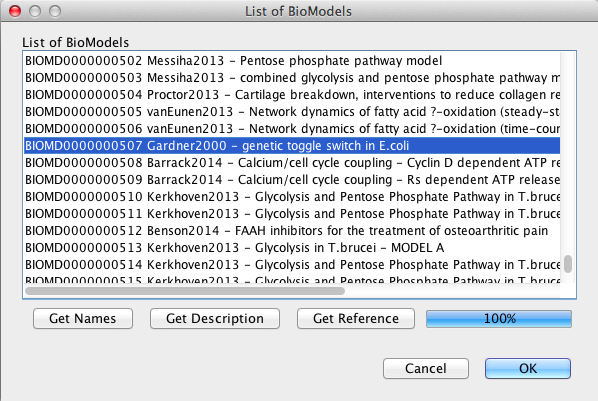 List of BioModels
List of BioModels
BIOMD0000000502 Messiha2013 - Pentose phosphate pathway model
BIOMD0000000503 Messiha2013 - combined glycolysis and pentose phosphate pathway m
BIOMD0000000504 Proctor2013 - Cartilage breakdown, interventions to reduce collagen re
BIOMD0000000505 vanEunen2013 - Network dynamics of fatty acid ?-oxidation (steady-st
BIOMD0000000506 vanEunen2013 - Network dynamics of fatty acid ?-oxidation (time-cour
BIOMD0000000507 Gardner2000 - genetic toggle switch in E.coli
BIOMD0000000508 Barrack2014 - Calcium/cell cycle coupling - Cyclin D dependent ATP re
BIOMD0000000509 Barrack2014 - Calcium/cell cycle coupling - Rs dependent ATP release
BIOMD0000000510 Kerkhoven2013 - Glycolysis and Pentose Phosphate Pathway in T.bruce
BIOMD0000000511 Kerkhoven2013 - Glycolysis and Pentose Phosphate Pathway in T.bruce
BIOMD0000000512 Benson2014 - FAAH inhibitors for the treatment of osteoarthritic pain
BIOMD0000000513 Kerkhoven2013 - Glycolysis in T.brucei - MODEL A
BIOMD0000000514 Kerkhoven2013 - Glycolysis and Pentose Phosphate Pathway in T.bruce
BIOMD0000000515 Kerkhoven2013 - Glycolysis and Pentose Phosphate Pathway in T.bruce
Get Names Get Description Get Reference 100%
Cancel OK